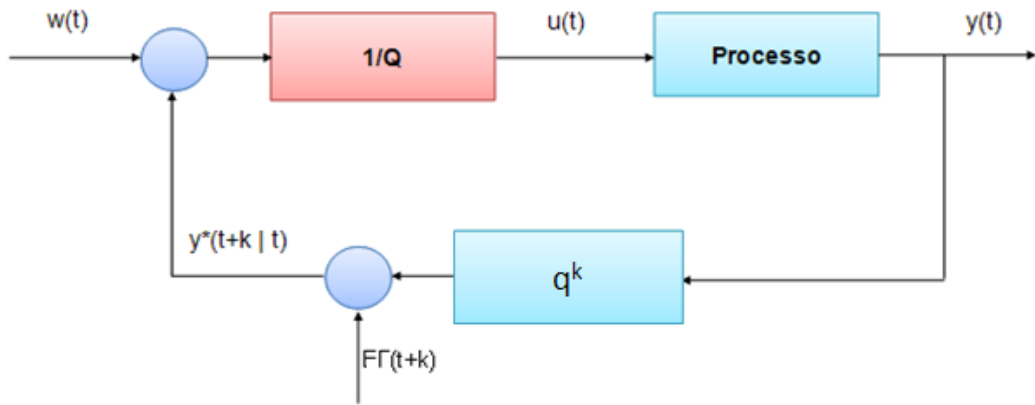 w(t)
1/Q
u(t)
Processo
y(t)
y*(t+k | t)
q^k
FΓ(t+k)